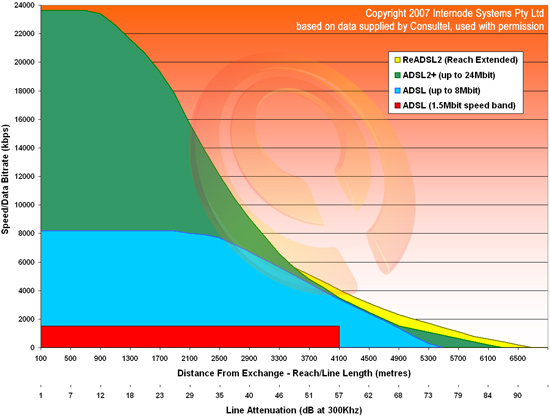 Copyright 2007 Internode Systems Pty Ltd
based on data supplied by Consultel, used with permission
24000
22000
20000
18000
16000
14000
12000
10000
8000
6000
4000
2000
0
Speed/Data Bitrate (kbps)
ReADSL2 (Reach Extended)
ADSL2+ (up to 24Mbit)
ADSL (up to 8Mbit)
ADSL (1.5Mbit speed band)
100 500 900 1300 1700 2100 2500 2900 3300 3700 4100 4500 4900 5300 5700 6100 6500
Distance From Exchange - Reach/Line Length (metres)
1 7 12 18 24 29 35 40 46 51 57 63 68 73 79 84 90
Line Attenuation (dB at 300Khz)